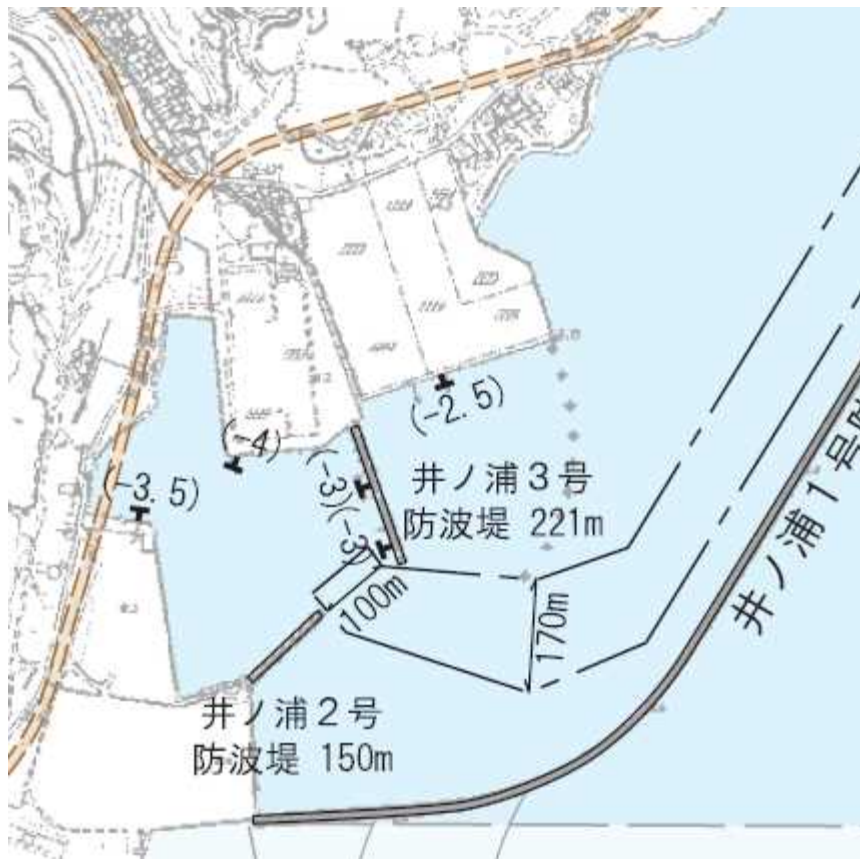 (-2.5)
(-4)
(-3.5)
(-3)(-3)
井ノ浦3号
防波堤 221m
100m
170m
井ノ浦1号
井ノ浦2号
防波堤 150m